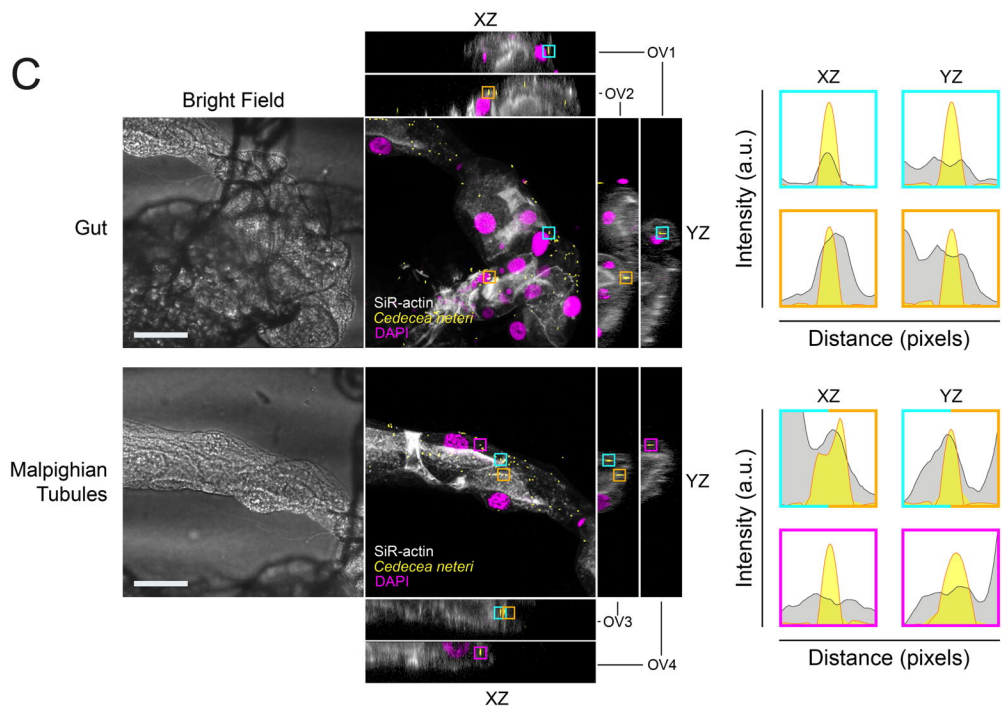 C
XZ
OV1
OV2
Bright Field
Gut
YZ
SiR-actin
Cedecea neteri
DAPI
XZ
YZ
Intensity (a.u.)
Distance (pixels)
Malpighian
Tubules
YZ
SiR-actin
Cedecea neteri
DAPI
OV3
OV4
XZ
XZ
YZ
Intensity (a.u.)
Distance (pixels)